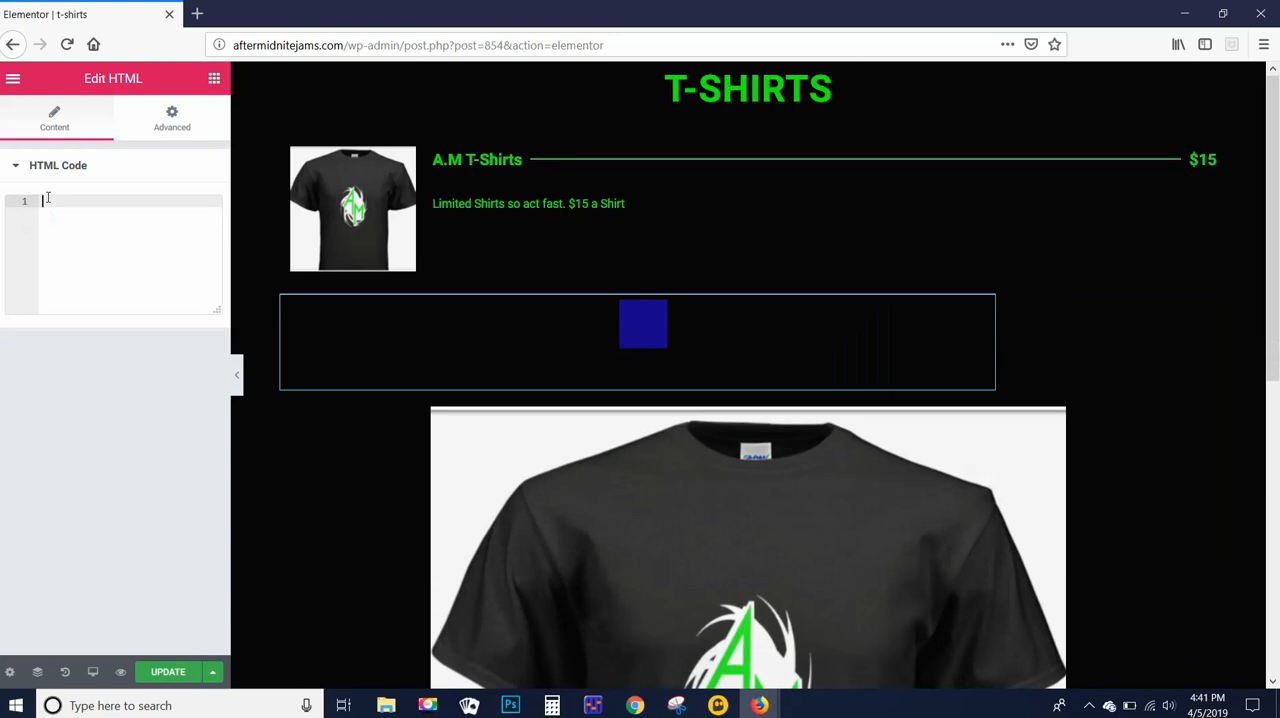 Elementor | t-shirts
aftermidnitejams.com/wp-admin/post.php?post=854&action=elementor
Edit HTML
Content
Advanced
HTML Code
1
UPDATE
T-SHIRTS
A.M T-Shirts
$15
Limited Shirts so act fast. $15 a Shirt
AM
AM
Type here to search
4:41 PM
4/5/2019